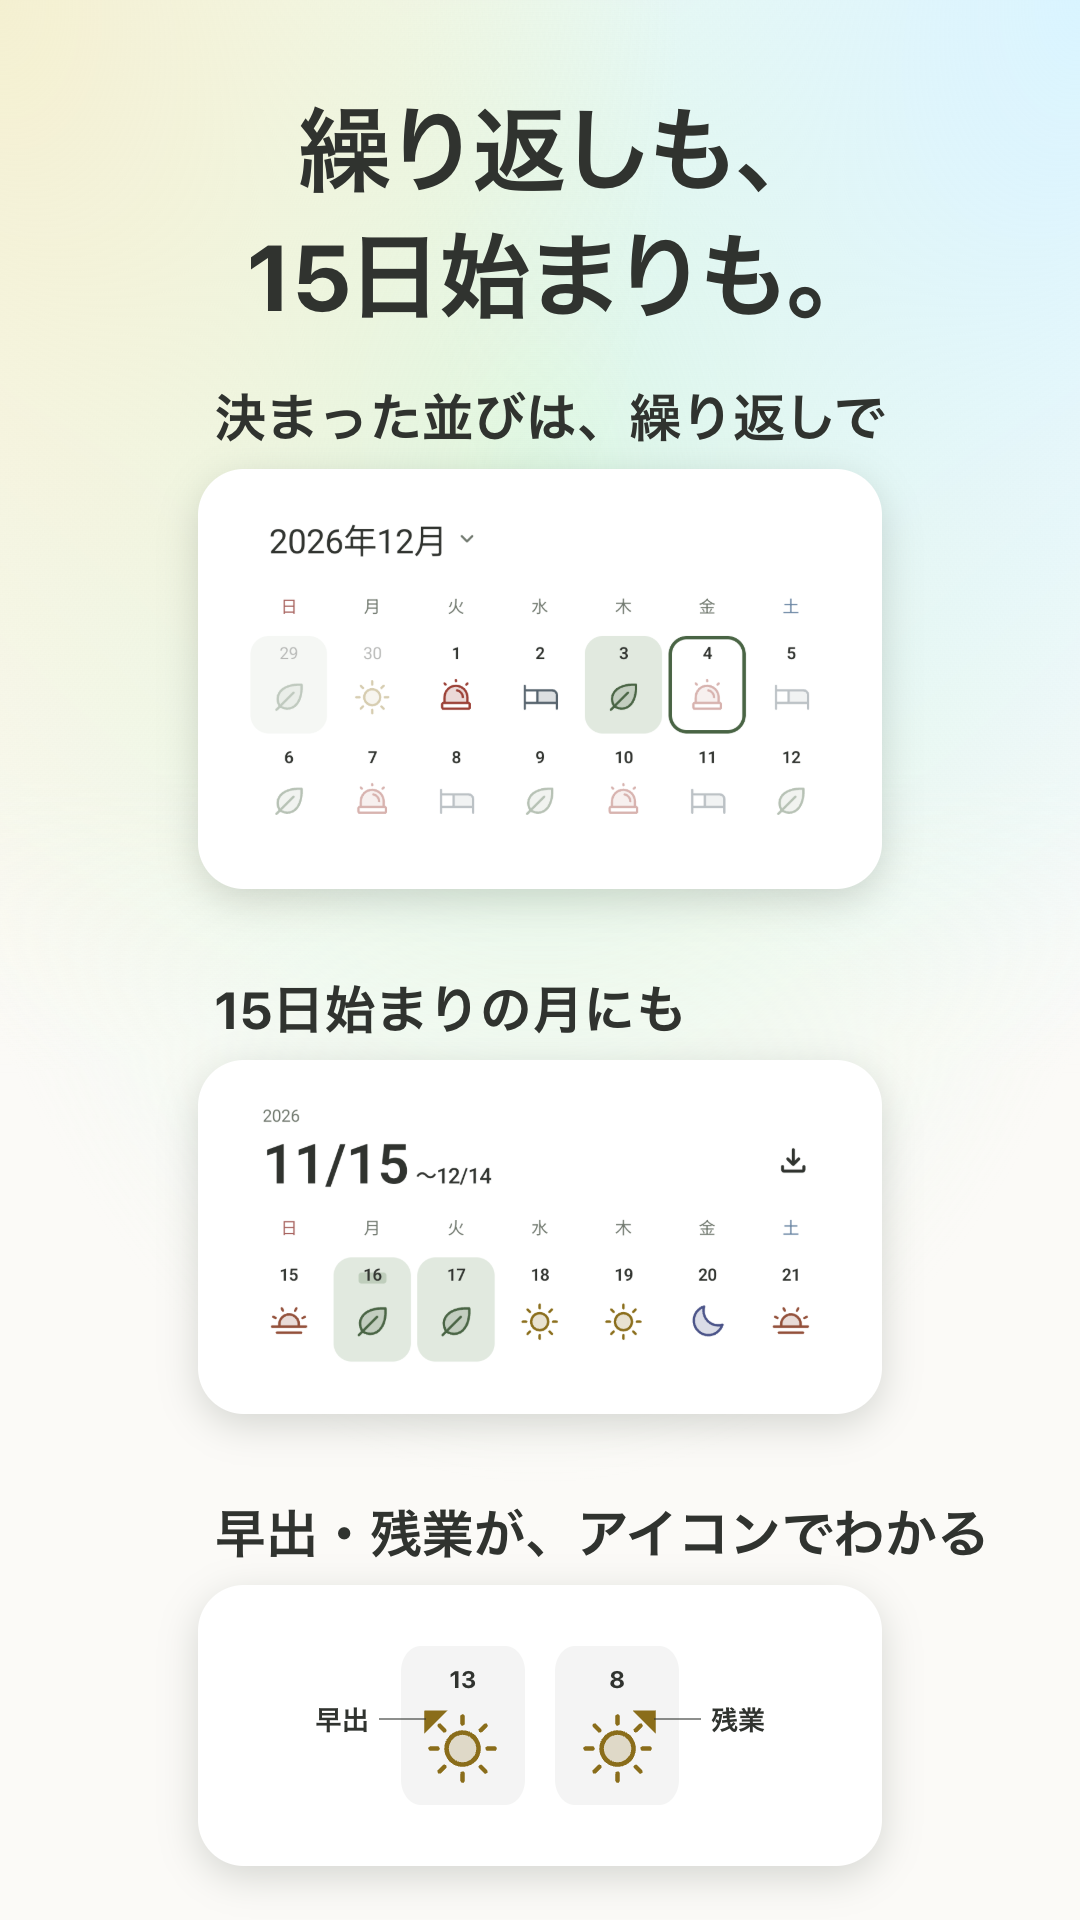 繰り返しも、
15日始まりも。
決まった並びは、繰り返しで
2026年12月
日 月 火 水 木 金 土
29 30 1 2 3 4 5
6 7 8 9 10 11 12
15日始まりの月にも
2026
11/15 〜12/14
日 月 火 水 木 金 土
15 16 17 18 19 20 21
早出・残業が、アイコンでわかる
13 8
早出 残業